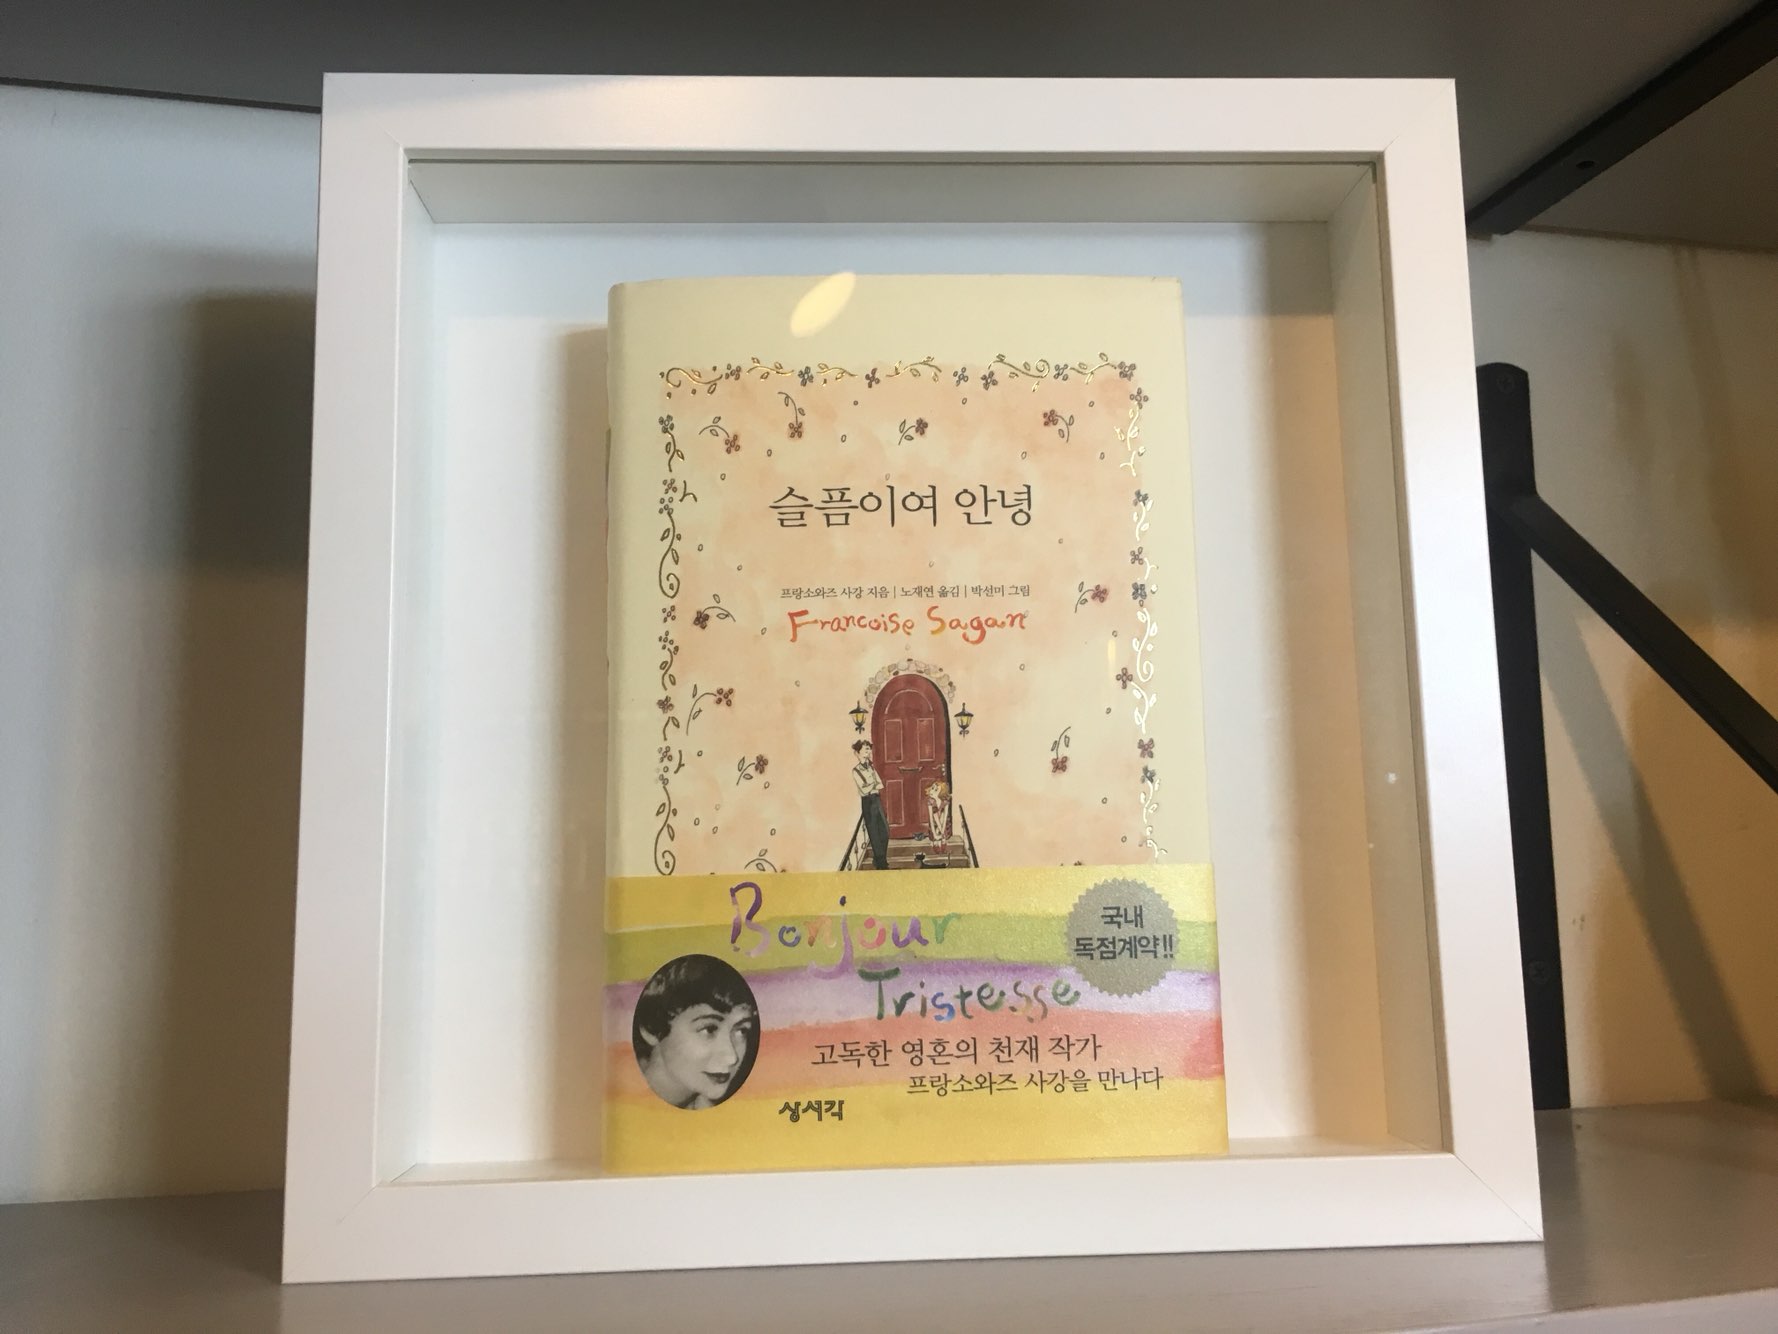 슬픔이여 안녕
프랑소와즈 사강 지음 | 노재연 옮김 | 박선미 그림
Francoise Sagan
Bonjour
Tristesse
국내
독점계약!!
고독한 영혼의 천재 작가
프랑소와즈 사강을 만나다
상서각